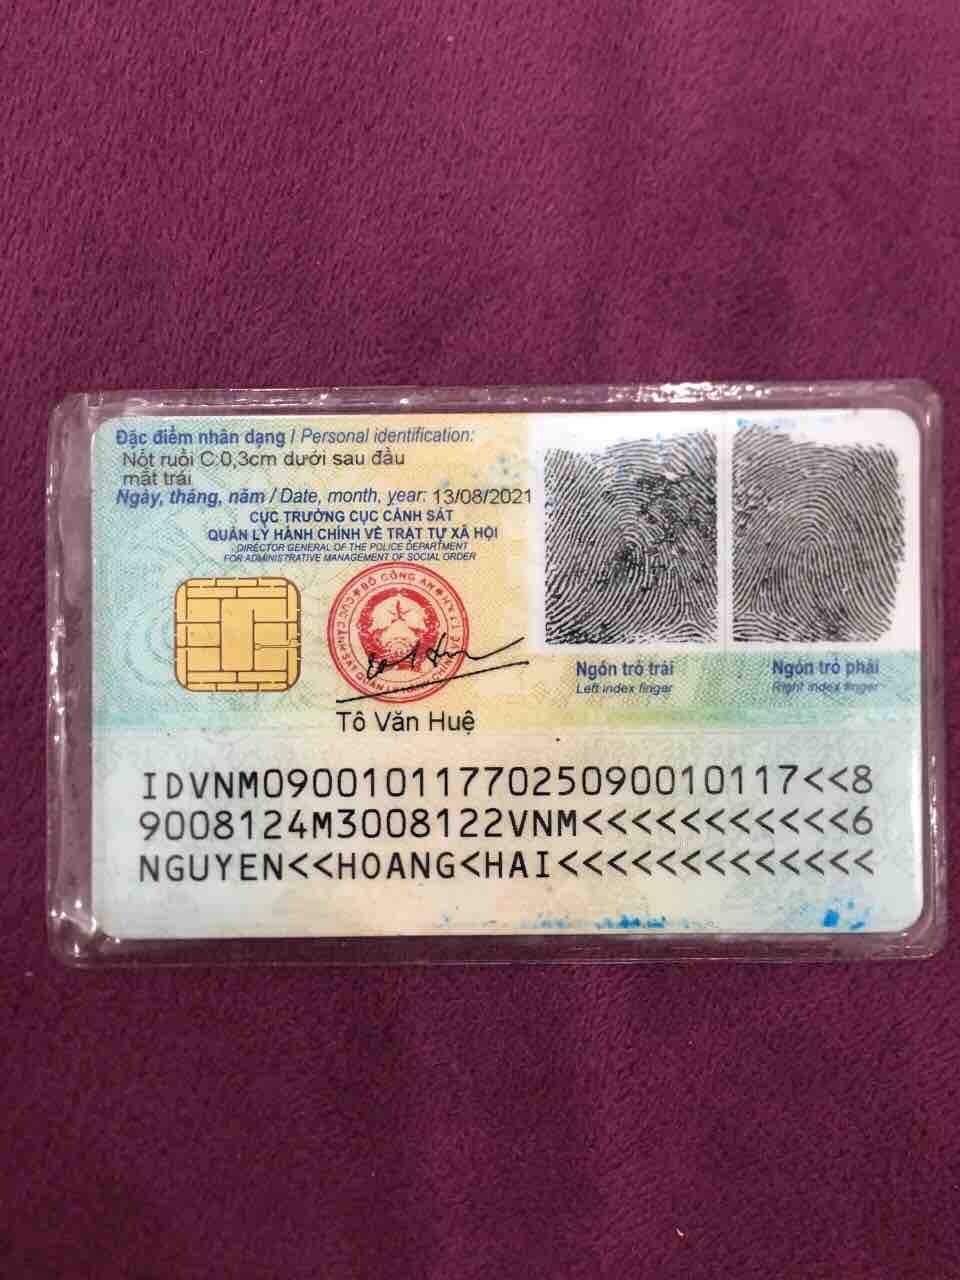 Đặc điểm nhân dạng / Personal identification:
Nốt ruồi C:0,3cm dưới sau đầu
mắt trái
Ngày, tháng, năm / Date, month, year: 13/08/2021
CỤC TRƯỞNG CỤC CẢNH SÁT
QUẢN LÝ HÀNH CHÍNH VỀ TRẬT TỰ XÃ HỘI
DIRECTOR GENERAL OF THE POLICE DEPARTMENT
FOR ADMINISTRATIVE MANAGEMENT OF SOCIAL ORDER
BỘ CÔNG AN
Tô Văn Huệ
Ngón trỏ trái
Left index finger
Ngón trỏ phải
Right index finger
IDVNM0900101177025090010117<<8
9008124M3008122VNM<<<<<<<<<<<6
NGUYEN<<HOANG<HAI<<<<<<<<<<<<<